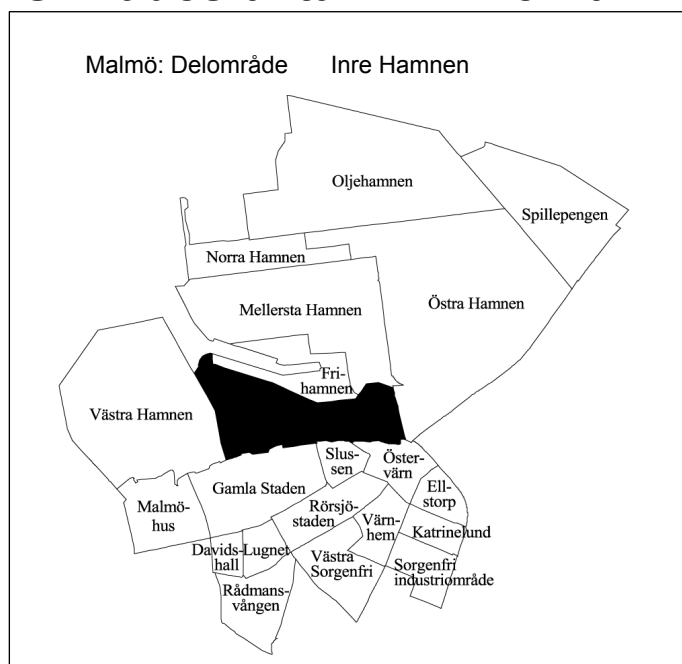 Malmö: Delområde Inre Hamnen
Oljehamnen
Spillepengen
Norra Hamnen
Mellersta Hamnen
Östra Hamnen
Fri-
hamnen
Västra Hamnen
Slus-
sen
Öster-
värn
Gamla Staden
Ell-
storp
Malmö-
hus
Rörsjö-
staden
Värn-
hem
Katrinelund
Davids-
hall
Lugnet
Västra
Sorgenfri
Sorgenfri
industriområde
Rådmans-
vången